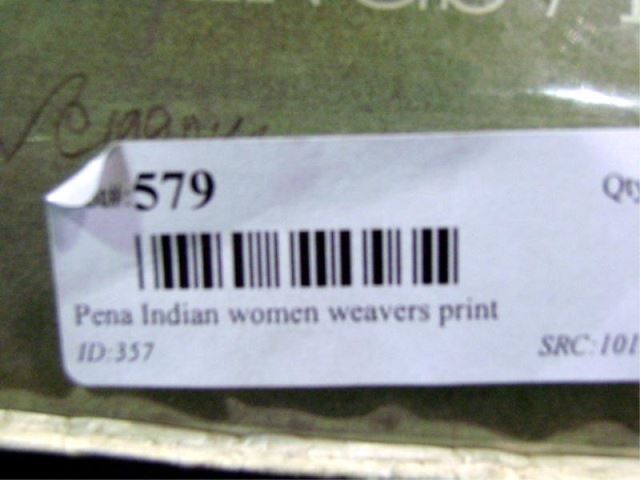 579
Qty
Pena Indian women weavers print
ID:357
SRC:101